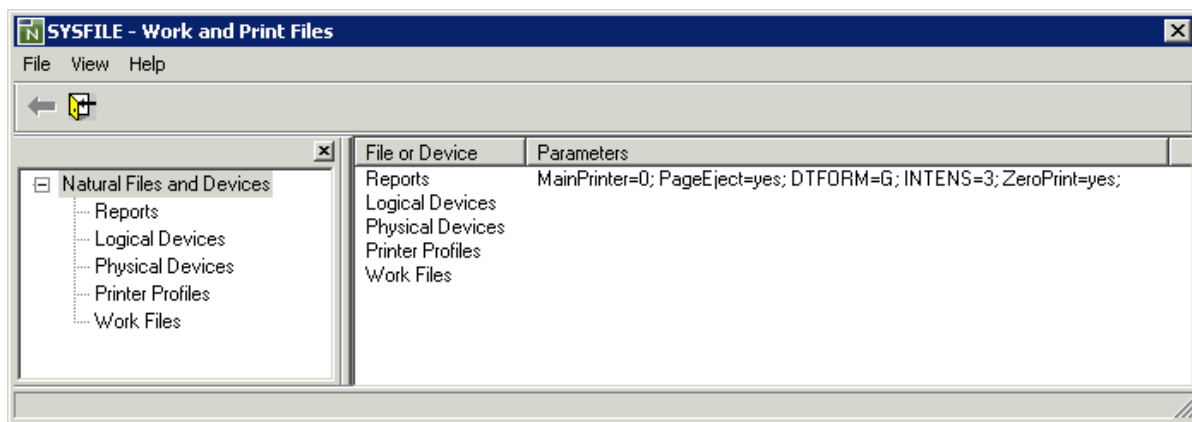 SYSFILE - Work and Print Files
File View Help
Natural Files and Devices
Reports
Logical Devices
Physical Devices
Printer Profiles
Work Files
File or Device Parameters
Reports MainPrinter=0; PageEject=yes; DTFORM=G; INTENS=3; ZeroPrint=yes;
Logical Devices
Physical Devices
Printer Profiles
Work Files